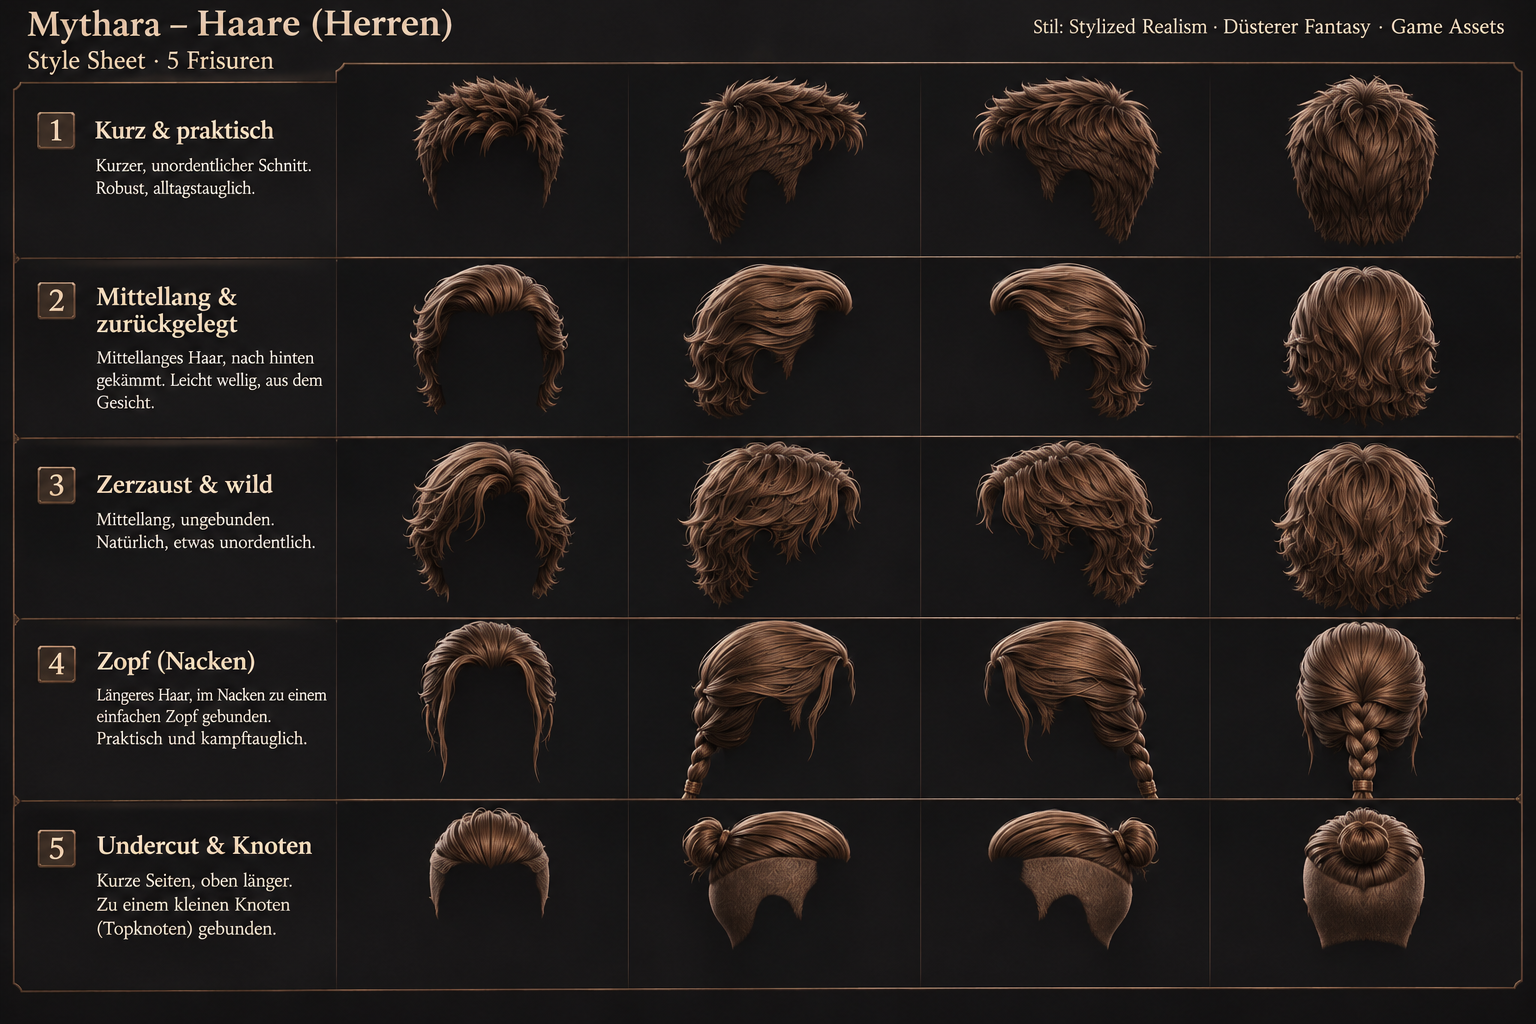 Mythara – Haare (Herren)
Style Sheet · 5 Frisuren
Stil: Stylized Realism · Düsterer Fantasy · Game Assets
1
Kurz & praktisch
Kurzer, unordentlicher Schnitt.
Robust, alltagstauglich.
2
Mittellang &
zurückgelegt
Mittellanges Haar, nach hinten
gekämmt. Leicht wellig, aus dem
Gesicht.
3
Zerzaust & wild
Mittellang, ungebunden.
Natürlich, etwas unordentlich.
4
Zopf (Nacken)
Längeres Haar, im Nacken zu einem
einfachen Zopf gebunden.
Praktisch und kampftauglich.
5
Undercut & Knoten
Kurze Seiten, oben länger.
Zu einem kleinen Knoten
(Topknoten) gebunden.